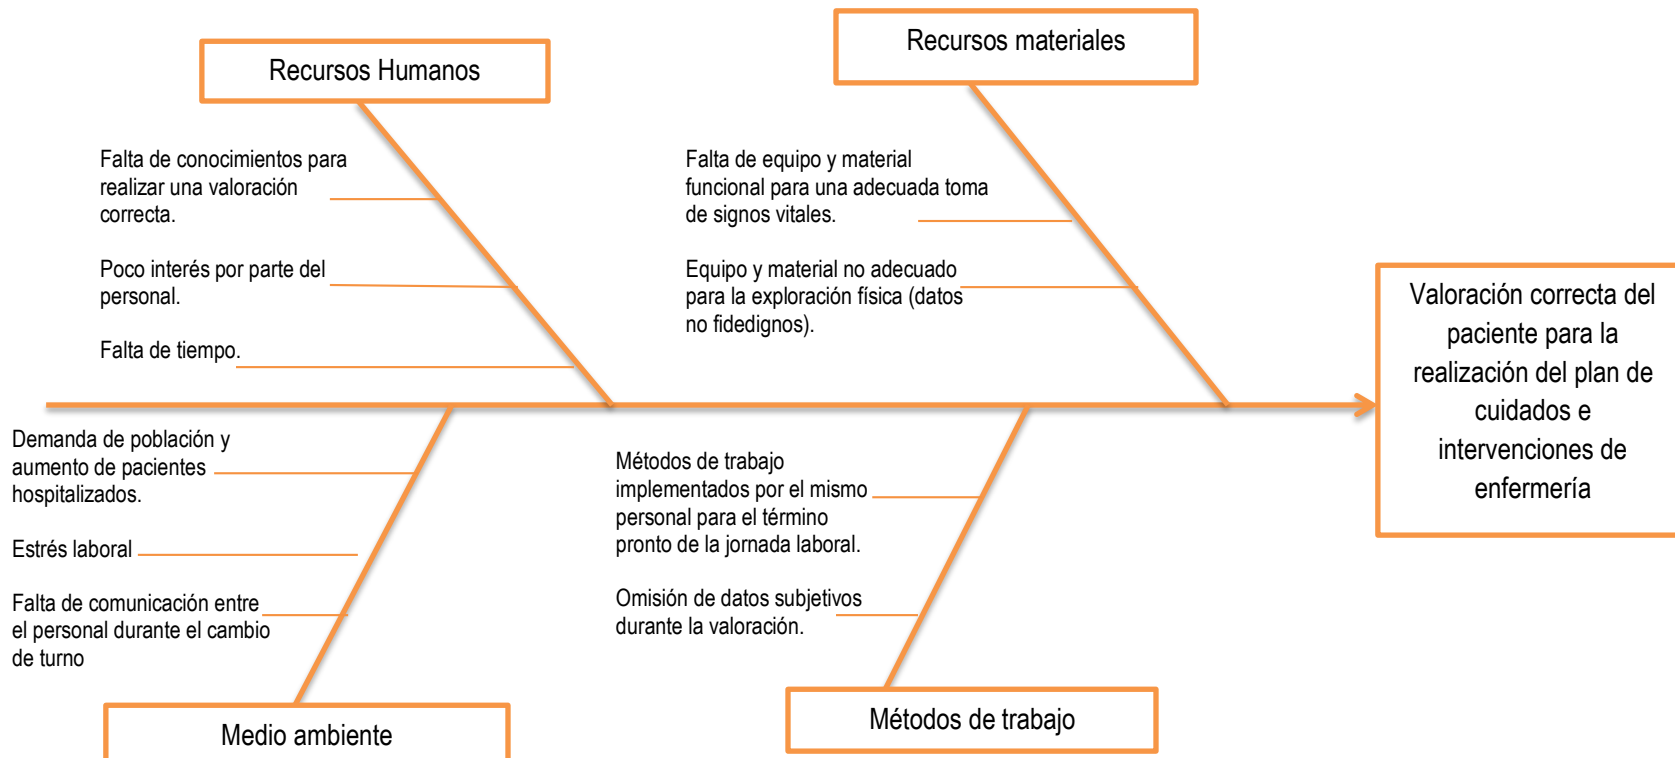 Recursos Humanos
Recursos materiales
Falta de conocimientos para
realizar una valoración
correcta.
Poco interés por parte del
personal.
Falta de tiempo.
Falta de equipo y material
funcional para una adecuada toma
de signos vitales.
Equipo y material no adecuado
para la exploración física (datos
no fidedignos).
Valoración correcta del
paciente para la
realización del plan de
cuidados e
intervenciones de
enfermería
Demanda de población y
aumento de pacientes
hospitalizados.
Estrés laboral
Falta de comunicación entre
el personal durante el cambio
de turno
Métodos de trabajo
implementados por el mismo
personal para el término
pronto de la jornada laboral.
Omisión de datos subjetivos
durante la valoración.
Medio ambiente
Métodos de trabajo